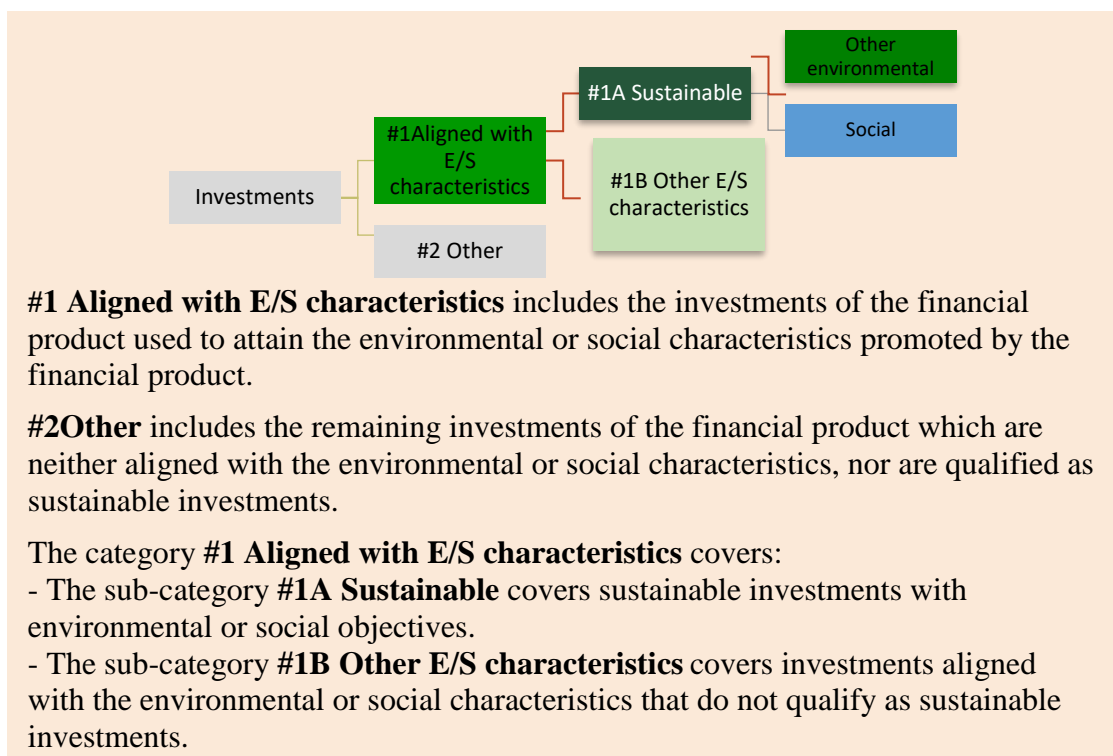 Other
environmental
#1A Sustainable
Social
#1Aligned with
E/S
characteristics
#1B Other E/S
characteristics
Investments
#2 Other
#1 Aligned with E/S characteristics includes the investments of the financial
product used to attain the environmental or social characteristics promoted by the
financial product.
#2Other includes the remaining investments of the financial product which are
neither aligned with the environmental or social characteristics, nor are qualified as
sustainable investments.
The category #1 Aligned with E/S characteristics covers:
- The sub-category #1A Sustainable covers sustainable investments with
environmental or social objectives.
- The sub-category #1B Other E/S characteristics covers investments aligned
with the environmental or social characteristics that do not qualify as sustainable
investments.